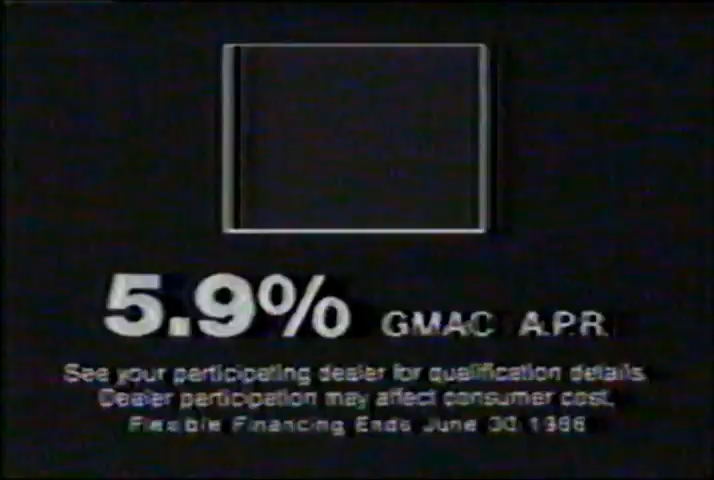 5.9% GMAC A.P.R.
See your participating dealer for qualification details.
Dealer participation may affect consumer cost.
Flexible Financing Ends June 30, 1986